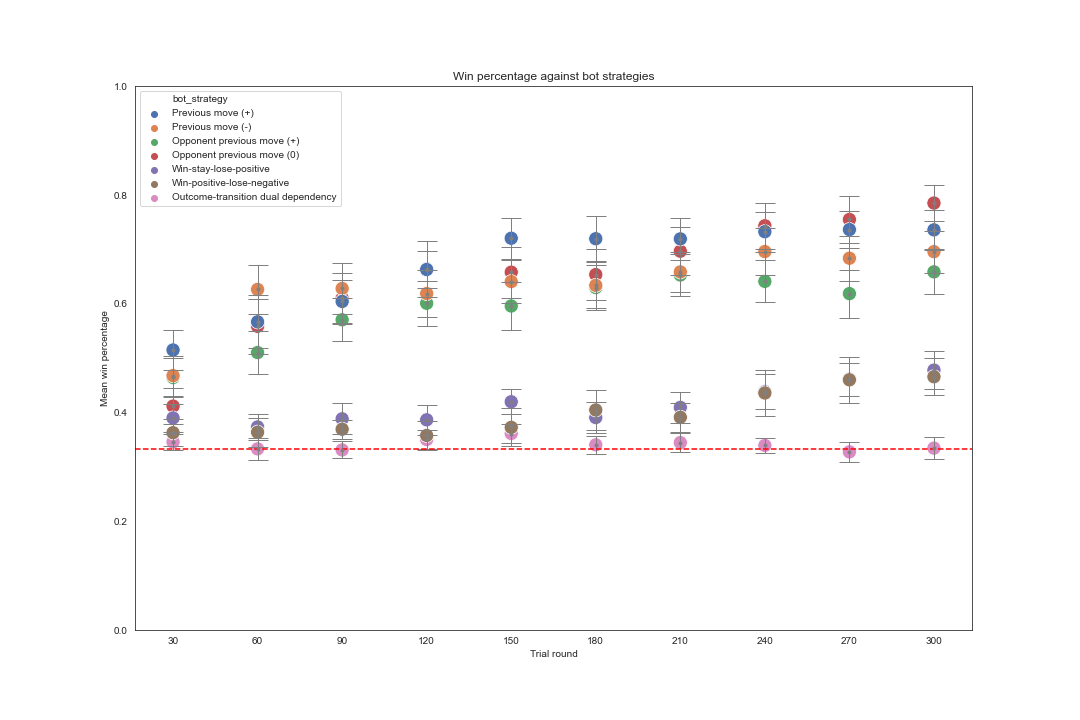 Win percentage against bot strategies
1.0
0.8
0.6
0.4
0.2
0.0
Mean win percentage
bot_strategy
Previous move (+)
Previous move (-)
Opponent previous move (+)
Opponent previous move (0)
Win-stay-lose-positive
Win-positive-lose-negative
Outcome-transition dual dependency
30 60 90 120 150 180 210 240 270 300
Trial round